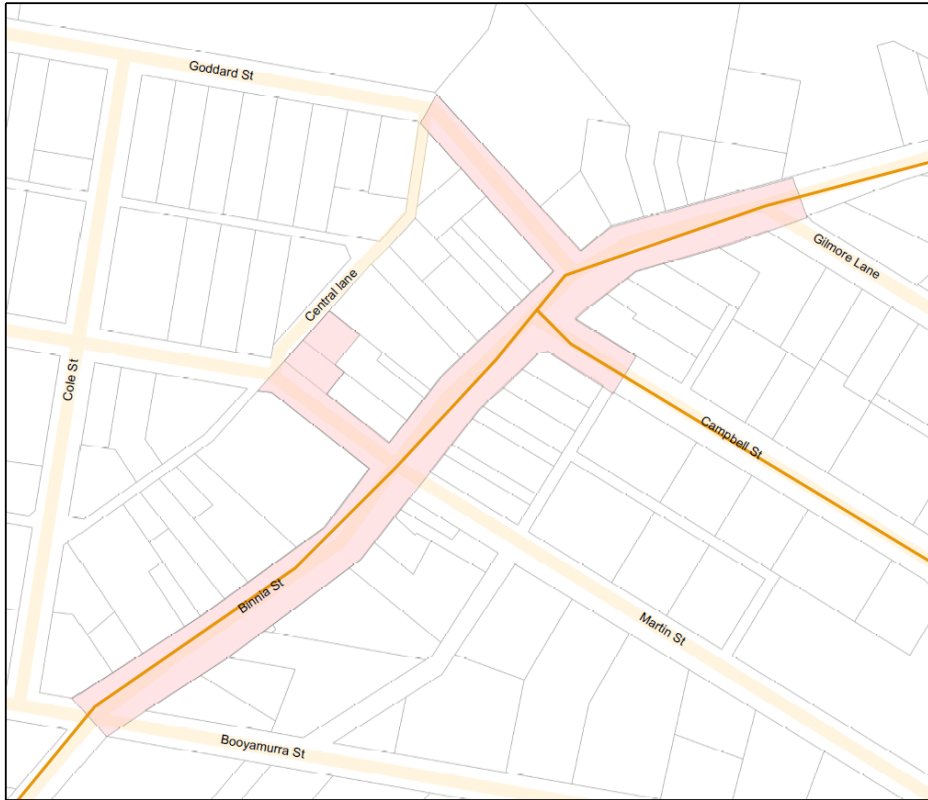 Goddard St
Gilmore Lane
Central lane
Cole St
Campbell St
Binnia St
Martin St
Booyamurra St